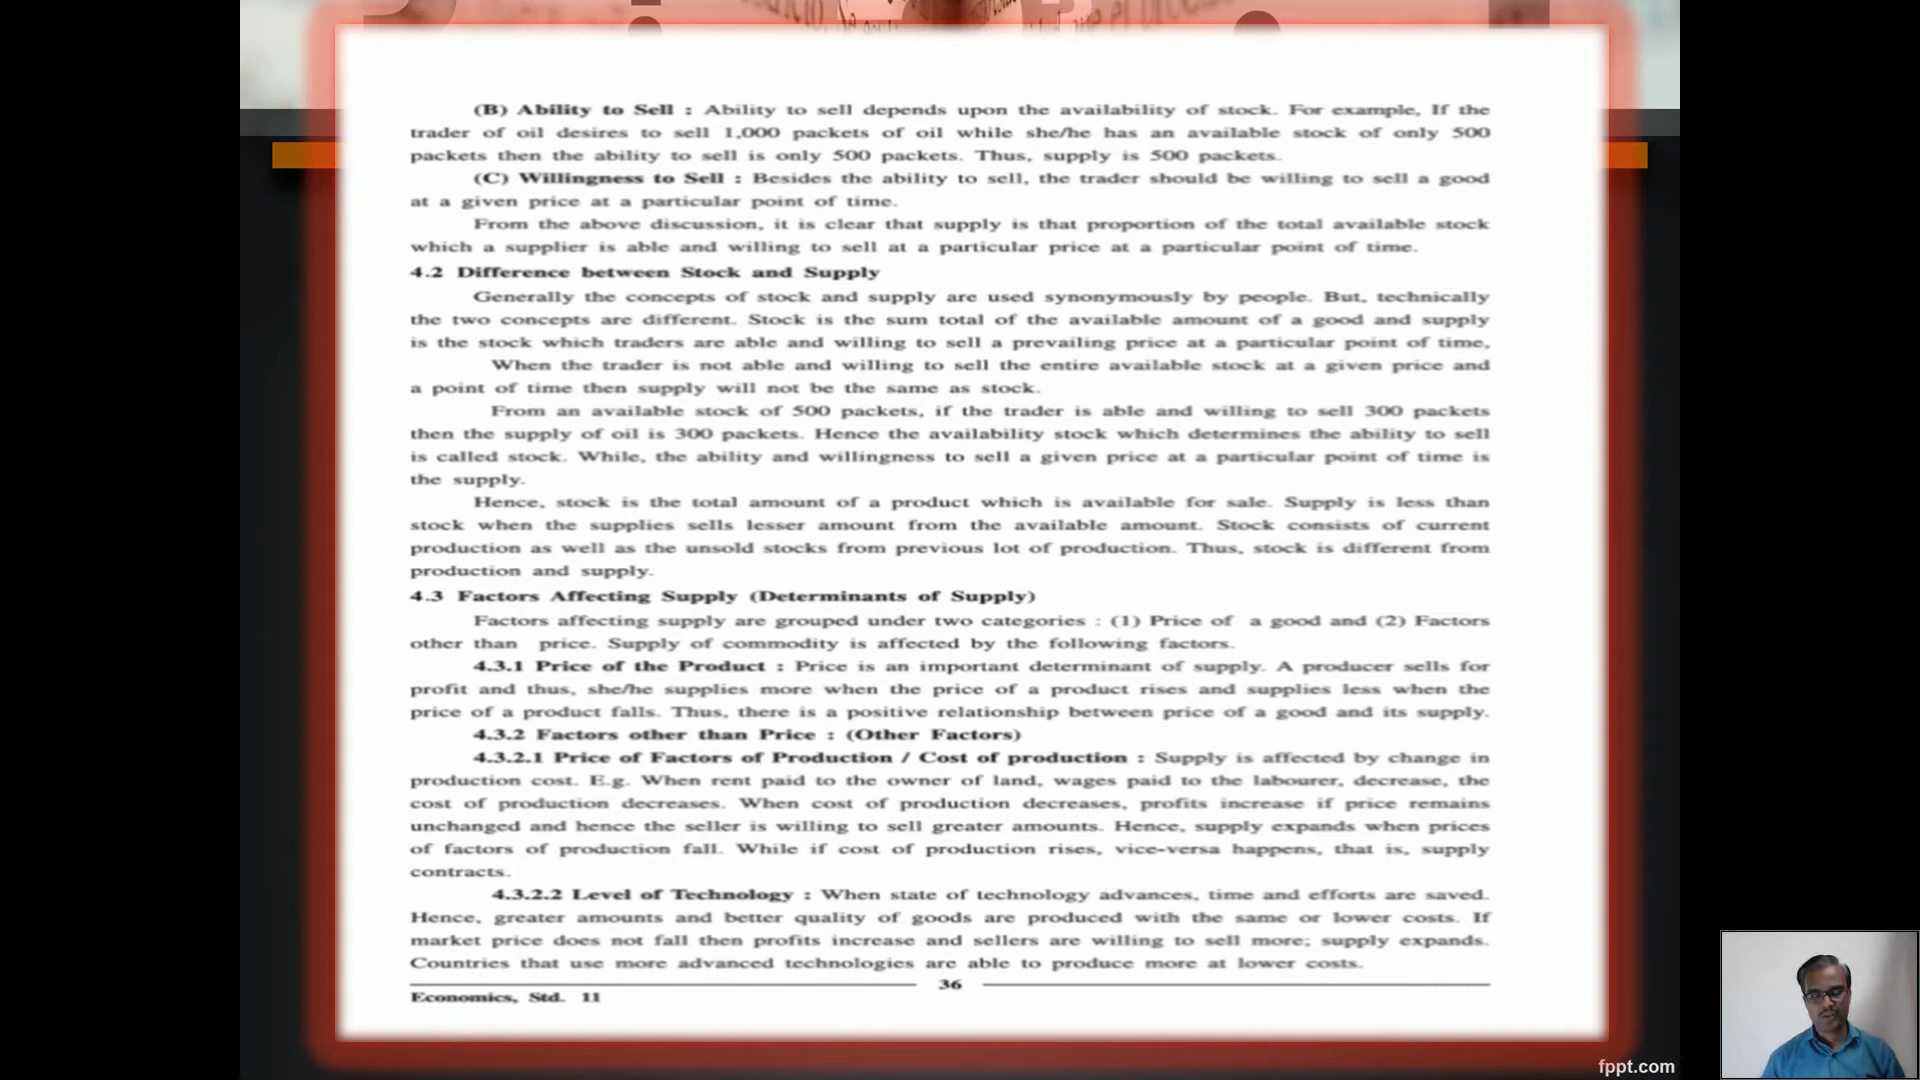 (B) Ability to Sell : Ability to sell depends upon the availability of stock. For example, If the
trader of oil desires to sell 1,000 packets of oil while she/he has an available stock of only 500
packets then the ability to sell is only 500 packets. Thus, supply is 500 packets.
(C) Willingness to Sell : Besides the ability to sell, the trader should be willing to sell a good
at a given price at a particular point of time.
From the above discussion, it is clear that supply is that proportion of the total available stock
which a supplier is able and willing to sell at a particular price at a particular point of time.
4.2 Difference between Stock and Supply
Generally the concepts of stock and supply are used synonymously by people. But, technically
the two concepts are different. Stock is the sum total of the available amount of a good and supply
is the stock which traders are able and willing to sell a prevailing price at a particular point of time,
When the trader is not able and willing to sell the entire available stock at a given price and
a point of time then supply will not be the same as stock.
From an available stock of 500 packets, if the trader is able and willing to sell 300 packets
then the supply of oil is 300 packets. Hence the availability stock which determines the ability to sell
is called stock. While, the ability and willingness to sell a given price at a particular point of time is
the supply.
Hence, stock is the total amount of a product which is available for sale. Supply is less than
stock when the supplies sells lesser amount from the available amount. Stock consists of current
production as well as the unsold stocks from previous lot of production. Thus, stock is different from
production and supply.
4.3 Factors Affecting Supply (Determinants of Supply)
Factors affecting supply are grouped under two categories : (1) Price of a good and (2) Factors
other than price. Supply of commodity is affected by the following factors.
4.3.1 Price of the Product : Price is an important determinant of supply. A producer sells for
profit and thus, she/he supplies more when the price of a product rises and supplies less when the
price of a product falls. Thus, there is a positive relationship between price of a good and its supply.
4.3.2 Factors other than Price : (Other Factors)
4.3.2.1 Price of Factors of Production / Cost of production : Supply is affected by change in
production cost. E.g. When rent paid to the owner of land, wages paid to the labourer, decrease, the
cost of production decreases. When cost of production decreases, profits increase if price remains
unchanged and hence the seller is willing to sell greater amounts. Hence, supply expands when prices
of factors of production fall. While if cost of production rises, vice-versa happens, that is, supply
contracts.
4.3.2.2 Level of Technology : When state of technology advances, time and efforts are saved.
Hence, greater amounts and better quality of goods are produced with the same or lower costs. If
market price does not fall then profits increase and sellers are willing to sell more; supply expands.
Countries that use more advanced technologies are able to produce more at lower costs.
36
Economics, Std. 11
fppt.com